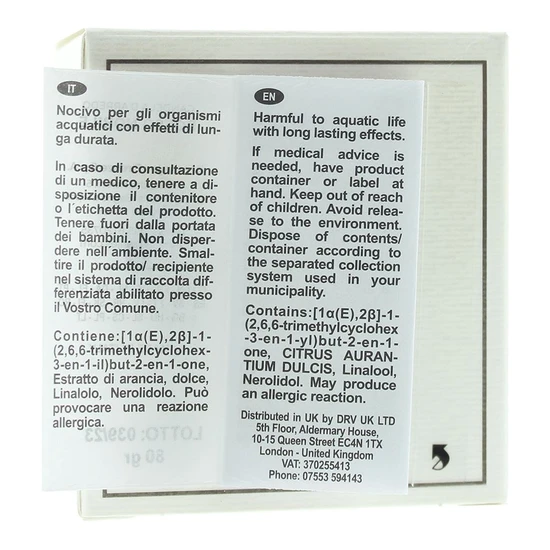 IT
Nocivo per gli organismi
acquatici con effetti di lun-
ga durata.
In caso di consultazione
di un medico, tenere a di-
sposizione il contenitore
o l´etichetta del prodotto.
Tenere fuori dalla portata
dei bambini. Non disper-
dere nell´ambiente. Smal-
tire il prodotto/ recipiente
nel sistema di raccolta dif-
ferenziata abilitato presso
il Vostro Comune.
Contiene:[1α(E),2β]-1-
(2,6,6-trimethylcyclohex-
3-en-1-il)but-2-en-1-one,
Estratto di arancia, dolce,
Linalolo, Nerolidolo. Può
provocare una reazione
allergica.
LOTTO: 039/23
50 gr
EN
Harmful to aquatic life
with long lasting effects.
If medical advice is
needed, have product
container or label at
hand. Keep out of reach
of children. Avoid relea-
se to the environment.
Dispose of contents/
container according to
the separated collection
system used in your
municipality.
Contains:[1α(E),2β]-1-
(2,6,6-trimethylcyclohex
-3-en-1-yl)but-2-en-1-
one, CITRUS AURAN-
TIUM DULCIS, Linalool,
Nerolidol. May produce
an allergic reaction.
Distributed in UK by DRV UK LTD
5th Floor, Aldermary House,
10-15 Queen Street EC4N 1TX
London - United Kingdom
VAT: 370255413
Phone: 07553 594143